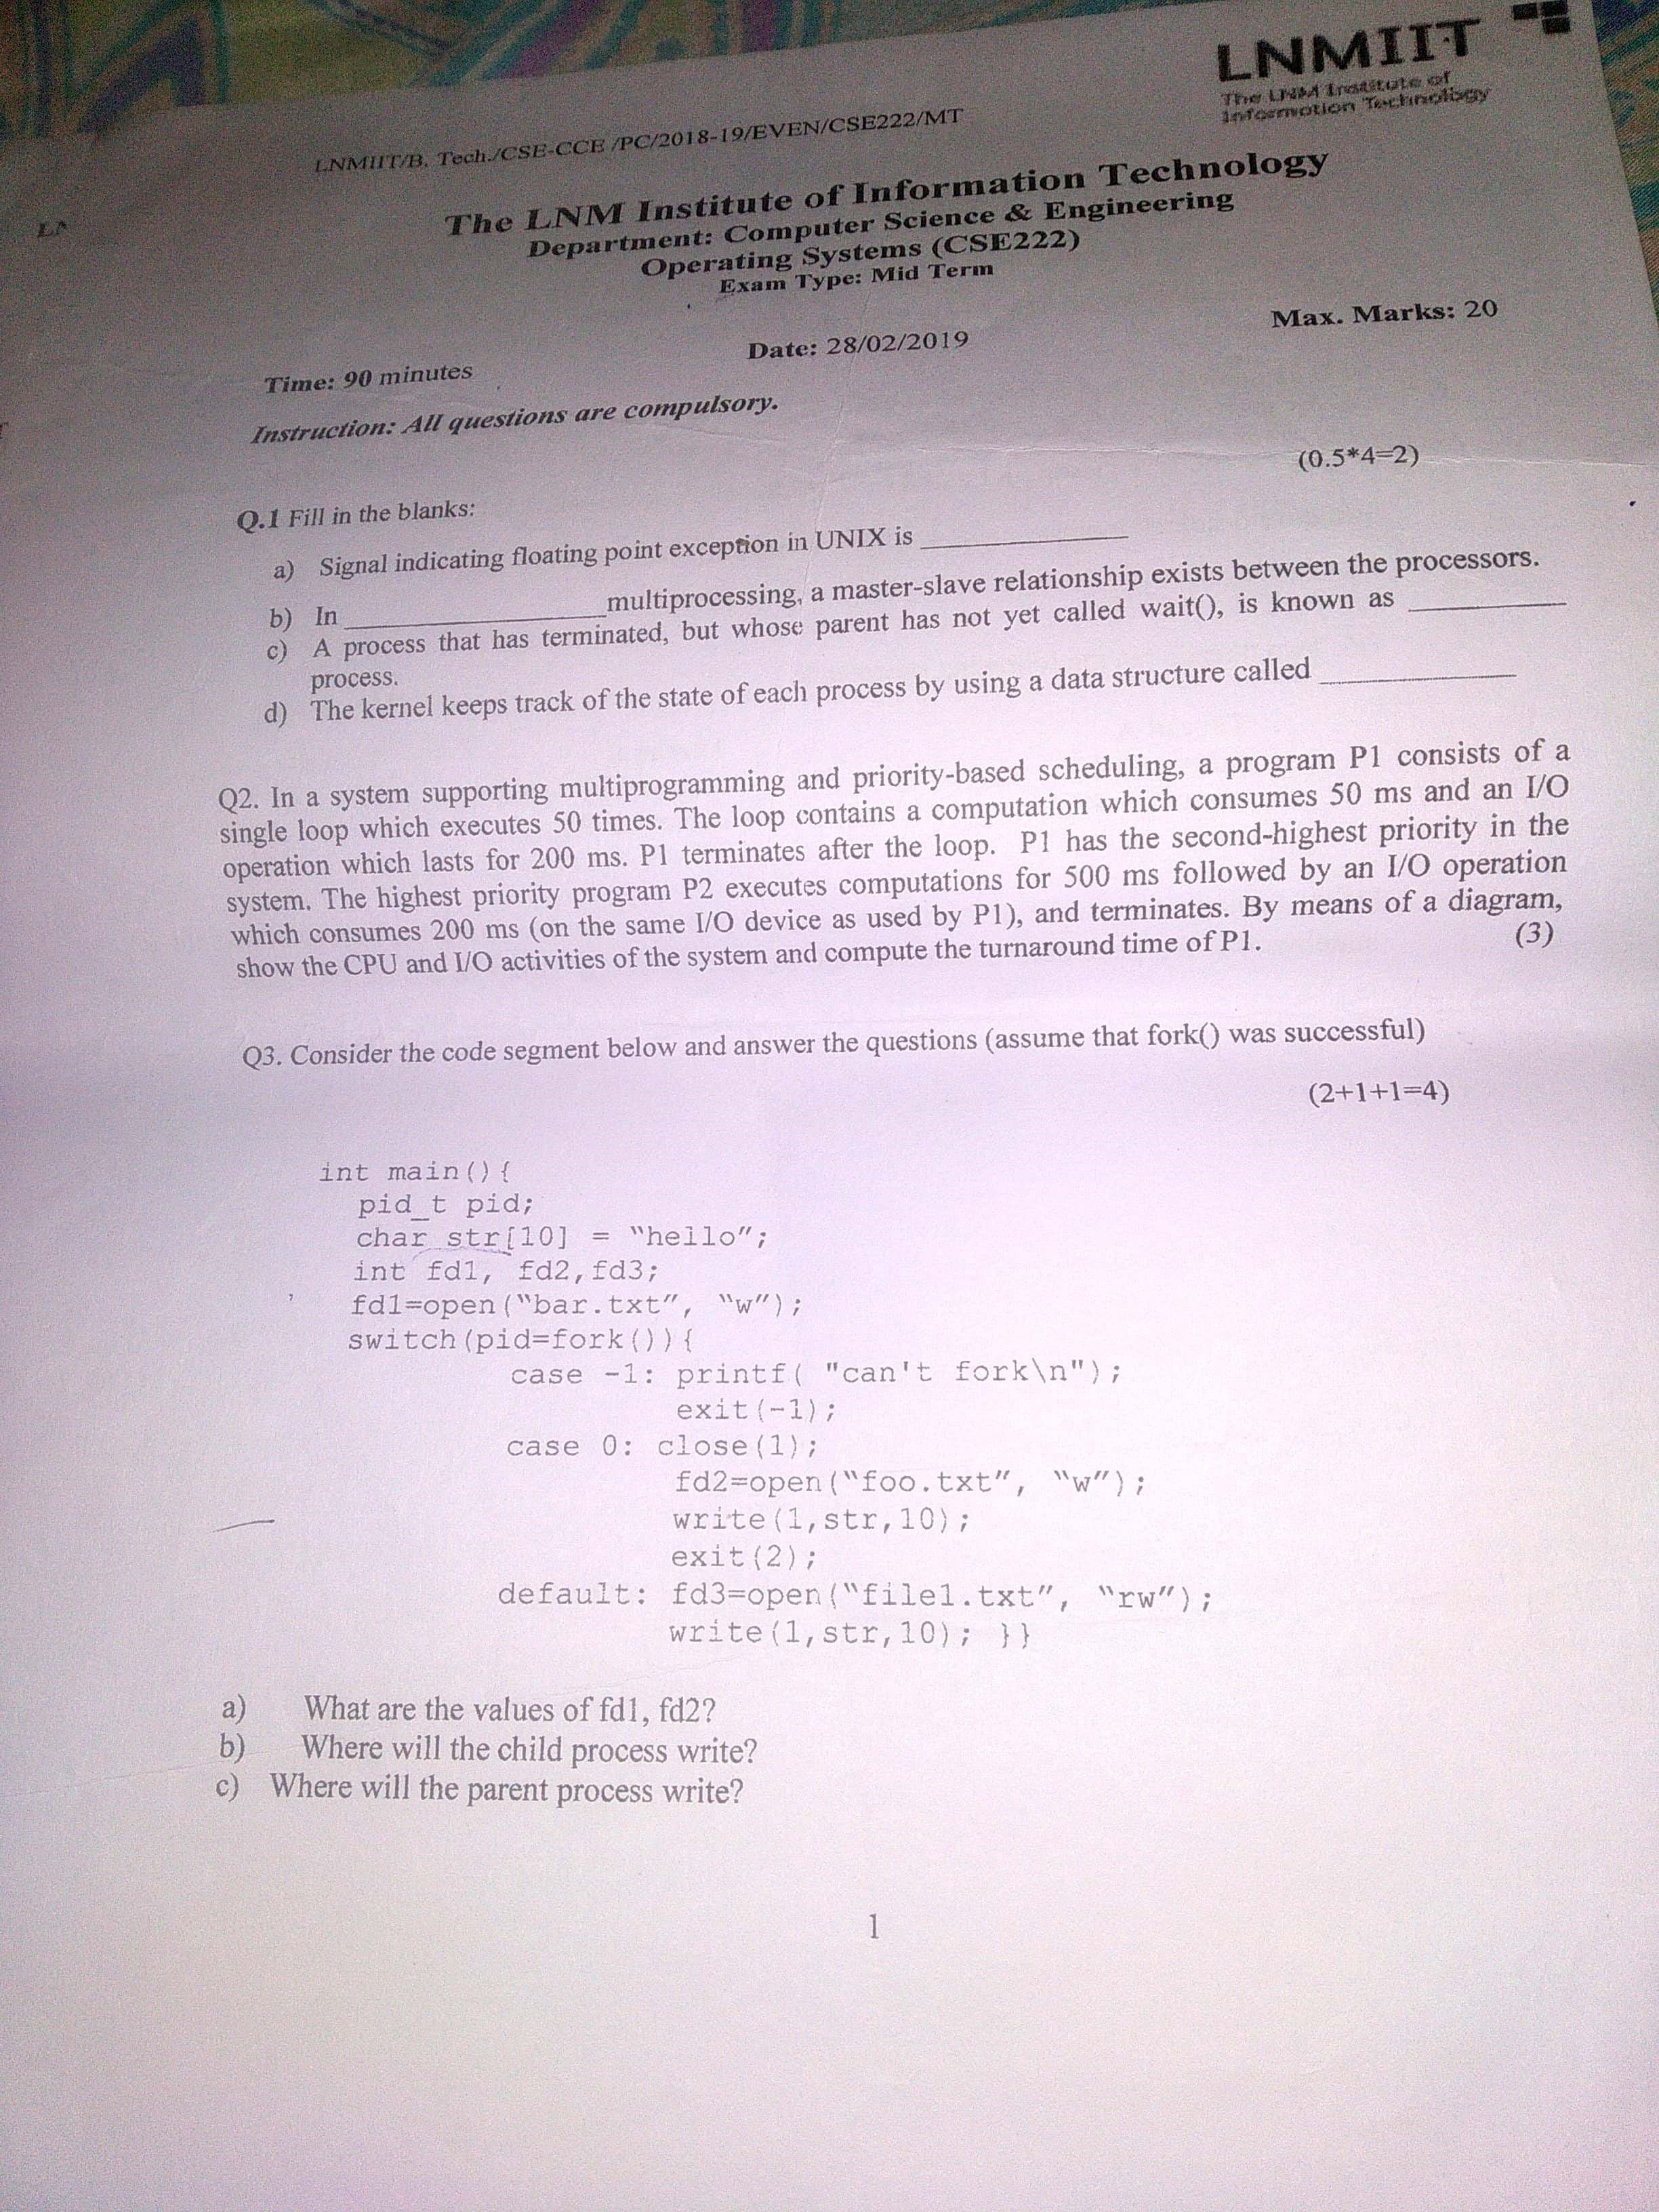 LNMIIT
The LNM Institute of
Information Technology
LNMIIT/B. Tech./CSE-CCE /PC/2018-19/EVEN/CSE222/MT
The LNM Institute of Information Technology
Department: Computer Science & Engineering
Operating Systems (CSE222)
Exam Type: Mid Term
Time: 90 minutes Date: 28/02/2019 Max. Marks: 20
Instruction: All questions are compulsory.
(0.5*4=2)
Q.1 Fill in the blanks:
a) Signal indicating floating point exception in UNIX is ____________
b) In ________________multiprocessing, a master-slave relationship exists between the processors.
c) A process that has terminated, but whose parent has not yet called wait(), is known as __________
process.
d) The kernel keeps track of the state of each process by using a data structure called ____________
Q2. In a system supporting multiprogramming and priority-based scheduling, a program P1 consists of a
single loop which executes 50 times. The loop contains a computation which consumes 50 ms and an I/O
operation which lasts for 200 ms. P1 terminates after the loop. P1 has the second-highest priority in the
system. The highest priority program P2 executes computations for 500 ms followed by an I/O operation
which consumes 200 ms (on the same I/O device as used by P1), and terminates. By means of a diagram,
show the CPU and I/O activities of the system and compute the turnaround time of P1. (3)
Q3. Consider the code segment below and answer the questions (assume that fork() was successful)
(2+1+1=4)
int main(){
pid_t pid;
char str[10] = “hello”;
int fd1, fd2,fd3;
fd1=open(“bar.txt”, “w”);
switch(pid=fork()){
case -1: printf( "can't fork\n");
exit(-1);
case 0: close(1);
fd2=open(“foo.txt”, “w”);
write(1,str,10);
exit(2);
default: fd3=open(“file1.txt”, “rw”);
write(1,str,10); }}
a) What are the values of fd1, fd2?
b) Where will the child process write?
c) Where will the parent process write?
1